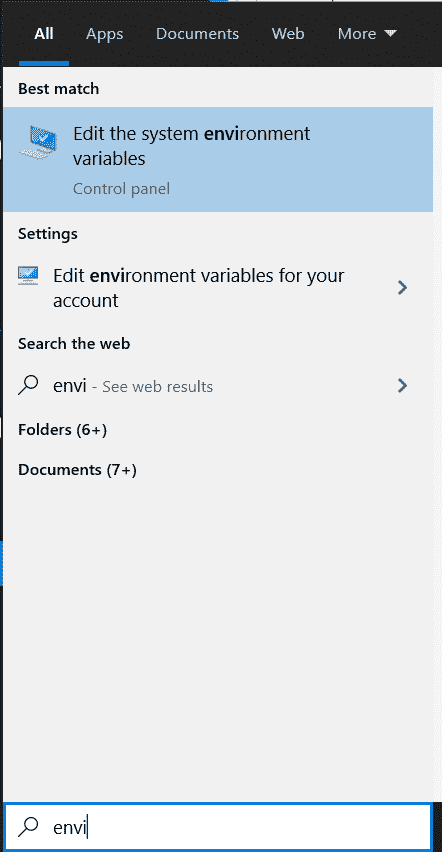 All Apps Documents Web More
Best match
Edit the system environment
variables
Control panel
Settings
Edit environment variables for your
account
Search the web
envi - See web results
Folders (6+)
Documents (7+)
envi